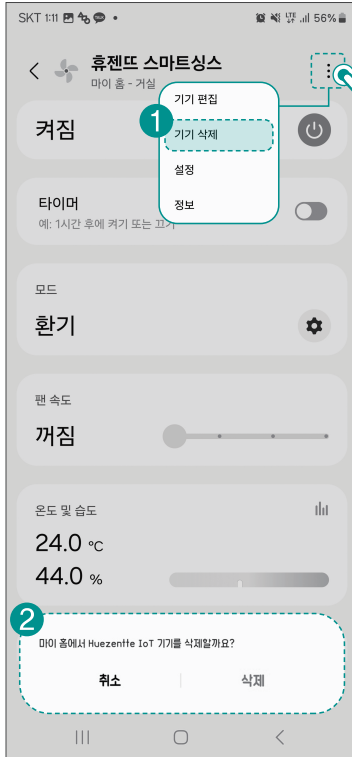 SKT 1:11
56%
휴젠뜨 스마트싱스
마이 홈 - 거실
기기 편집
1
기기 삭제
설정
정보
켜짐
타이머
예: 1시간 후에 켜기 또는 끄기
모드
환기
팬 속도
꺼짐
온도 및 습도
24.0 °C
44.0 %
2
마이 홈에서 Huezentte IoT 기기를 삭제할까요?
취소
삭제